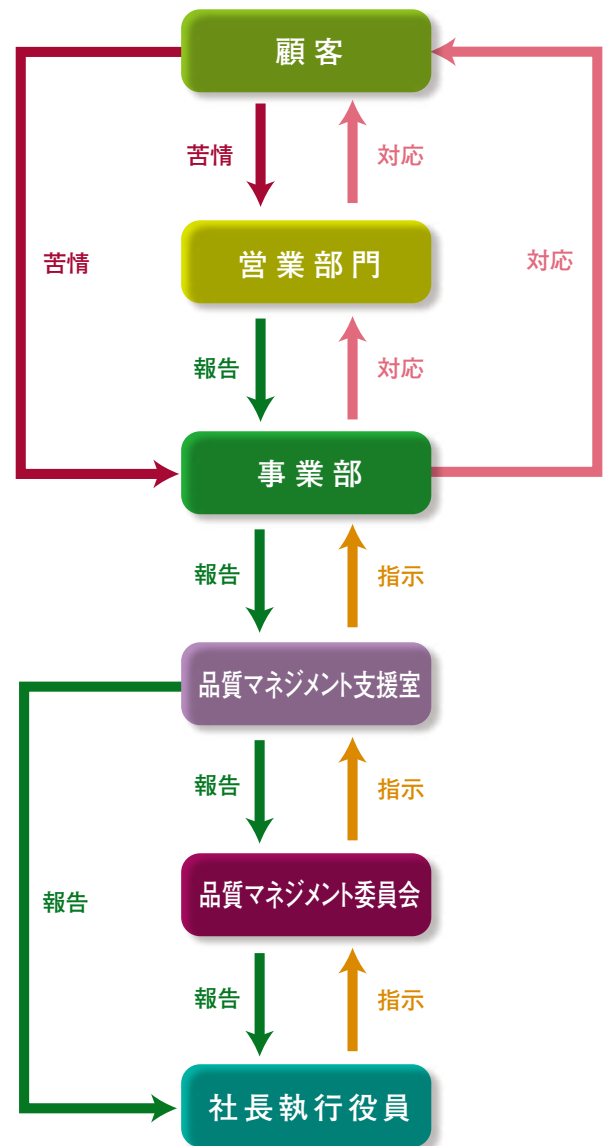 顧客
苦情
対応
苦情
対応
営業部門
報告
対応
事業部
報告
指示
品質マネジメント支援室
報告
指示
品質マネジメント委員会
報告
報告
指示
社長執行役員